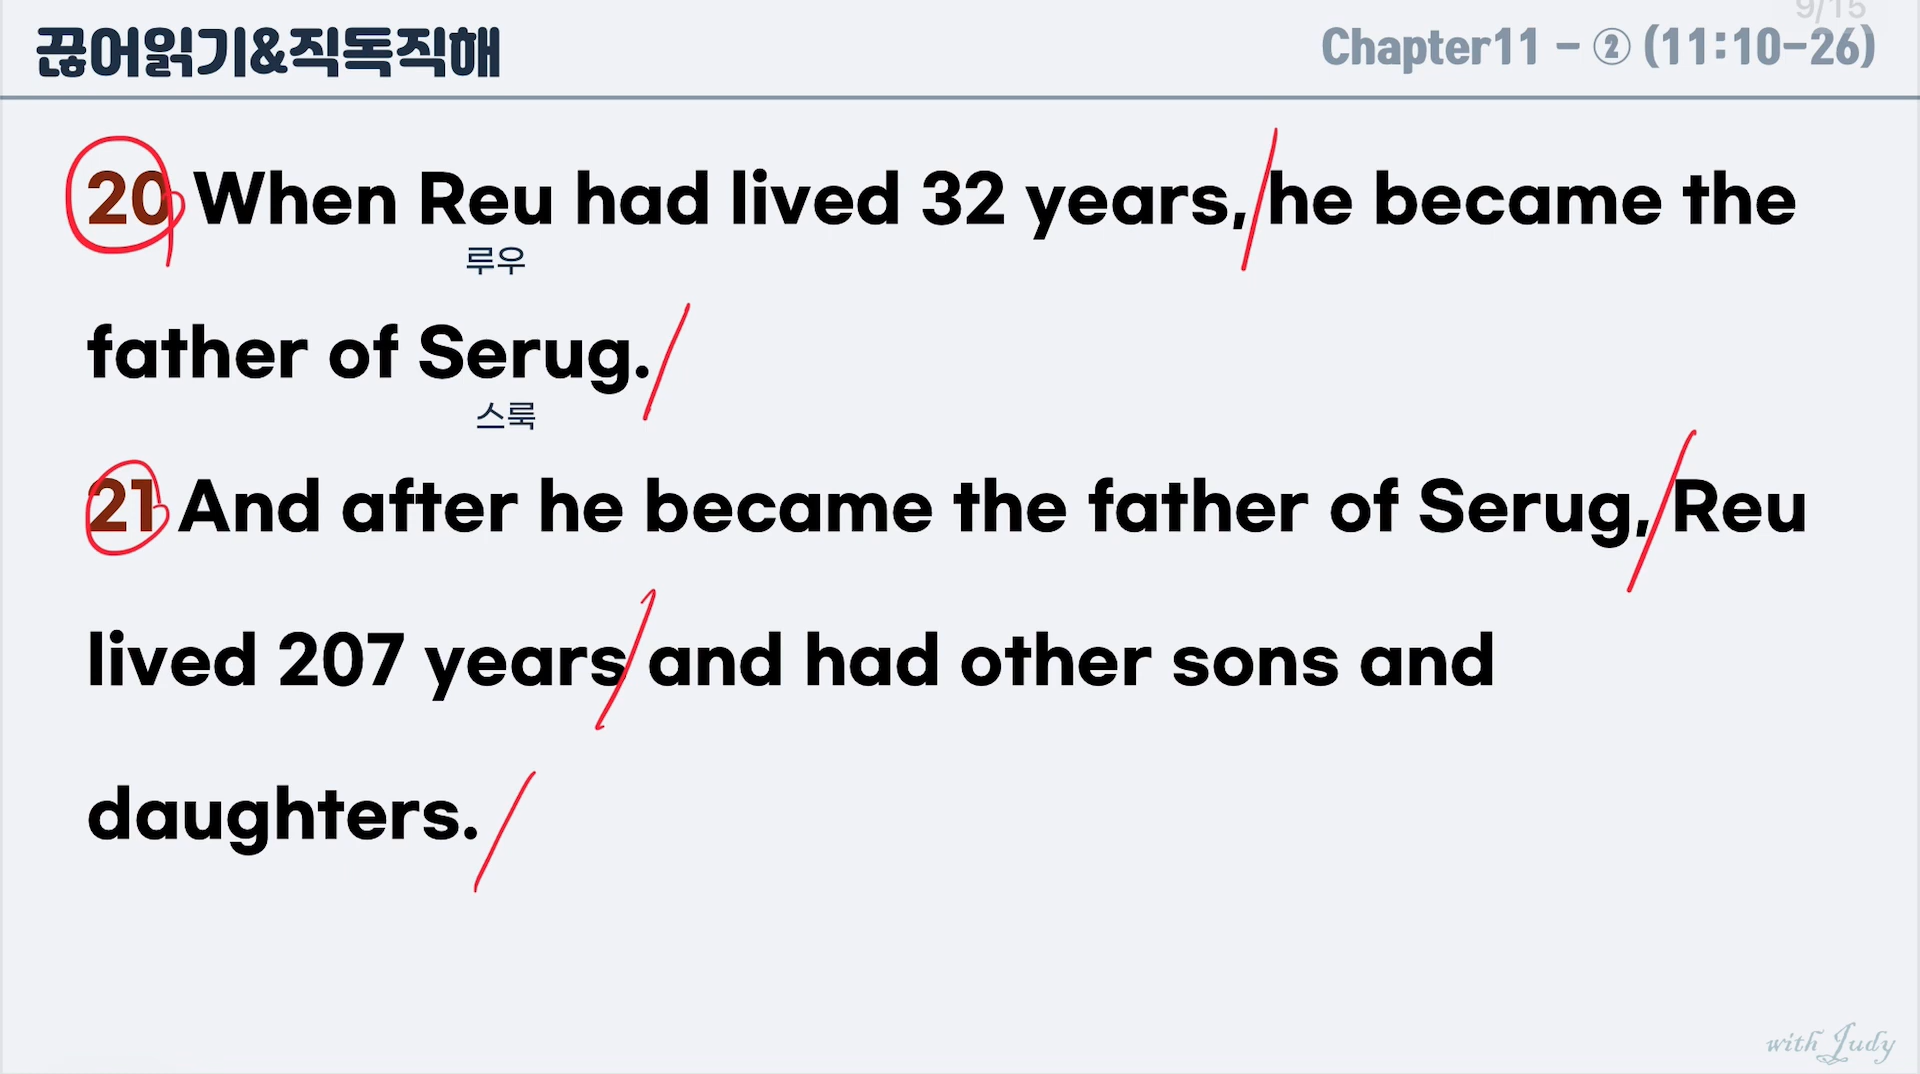 9/15
끊어읽기&직독직해
Chapter11 - ② (11:10-26)
20 When Reu had lived 32 years, he became the
루우
father of Serug.
스룩
21 And after he became the father of Serug, Reu
lived 207 years and had other sons and
daughters.
with Judy